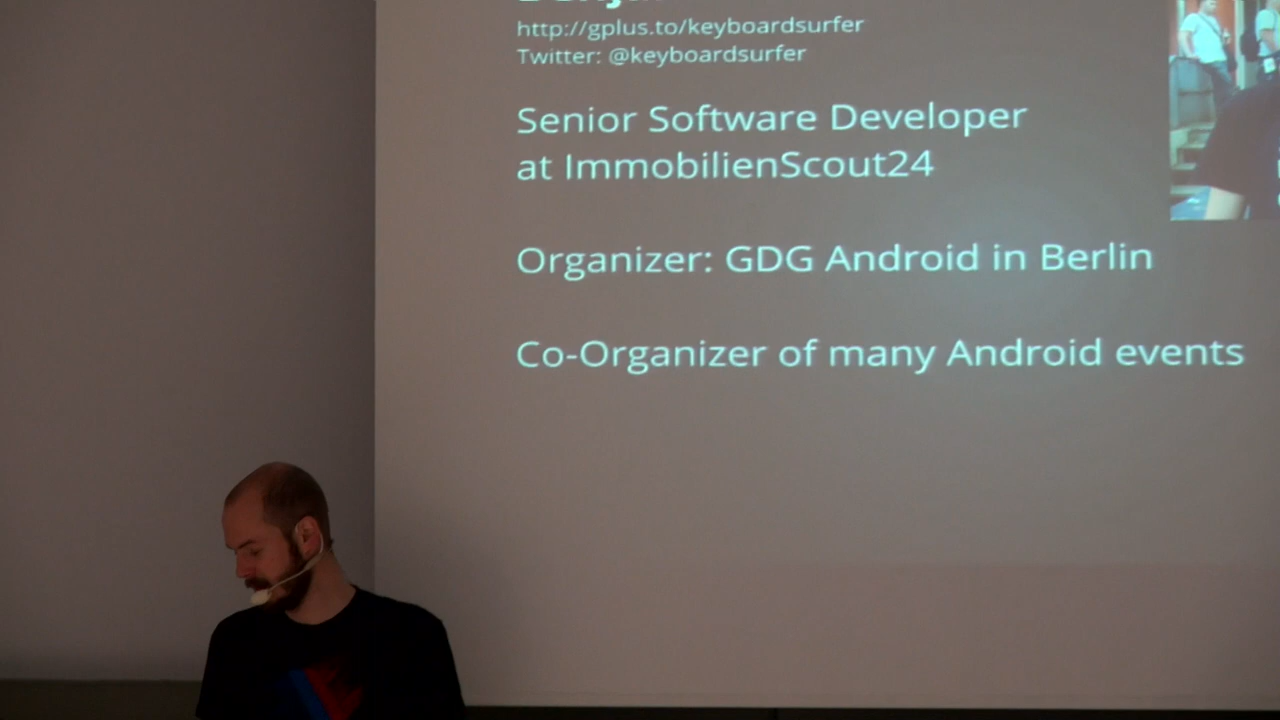 http://gplus.to/keyboardsurfer
Twitter: @keyboardsurfer
Senior Software Developer
at ImmobilienScout24
Organizer: GDG Android in Berlin
Co-Organizer of many Android events